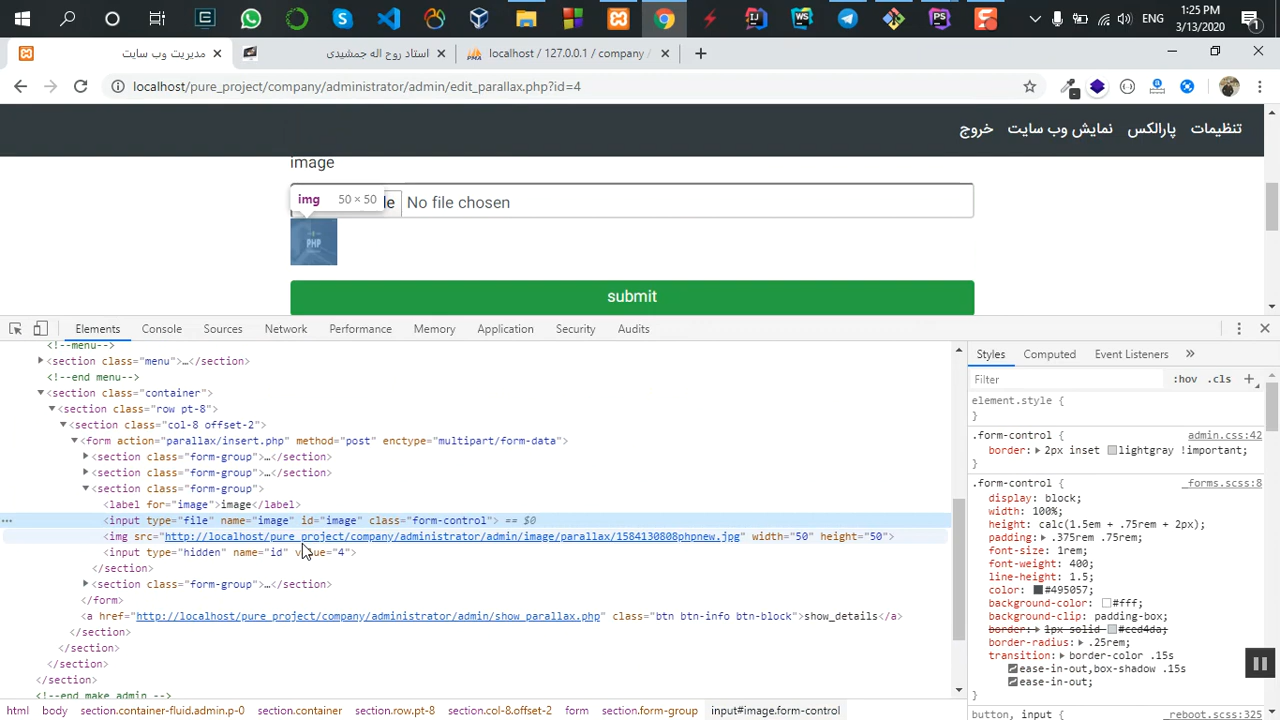 ENG
1:25 PM
3/13/2020
1
مدیریت وب سایت
استاد روح اله جمشیدی
localhost / 127.0.0.1 / company
localhost/pure_project/company/administrator/admin/edit_parallax.php?id=4
تنظیمات پارالکس نمایش وب سایت خروج
image
img 50 × 50
No file chosen
PHP
submit
Elements Console Sources Network Performance Memory Application Security Audits
<!--menu-->
<section class="menu">…</section>
<!--end menu-->
<section class="container">
<section class="row pt-8">
<section class="col-8 offset-2">
<form action="parallax/insert.php" method="post" enctype="multipart/form-data">
<section class="form-group">…</section>
<section class="form-group">…</section>
<section class="form-group">
<label for="image">image</label>
<input type="file" name="image" id="image" class="form-control"> == $0
<img src="http://localhost/pure_project/company/administrator/admin/image/parallax/1584130808phpnew.jpg" width="50" height="50">
<input type="hidden" name="id" value="4">
</section>
<section class="form-group">…</section>
</form>
<a href="http://localhost/pure_project/company/administrator/admin/show_parallax.php" class="btn btn-info btn-block">show_details</a>
</section>
</section>
</section>
</section>
<!--end make admin -->
html body section.container-fluid.admin.p-0 section.container section.row.pt-8 section.col-8.offset-2 form section.form-group input#image.form-control
Styles Computed Event Listeners »
Filter :hov .cls +
element.style {
}
.form-control { admin.css:42
border: 2px inset lightgray !important;
}
.form-control { _forms.scss:8
display: block;
width: 100%;
height: calc(1.5em + .75rem + 2px);
padding: .375rem .75rem;
font-size: 1rem;
font-weight: 400;
line-height: 1.5;
color: #495057;
background-color: #fff;
background-clip: padding-box;
border: 1px solid #ced4da;
border-radius: .25rem;
transition: border-color .15s
ease-in-out,box-shadow .15s
ease-in-out;
}
button, input { _reboot.scss:325